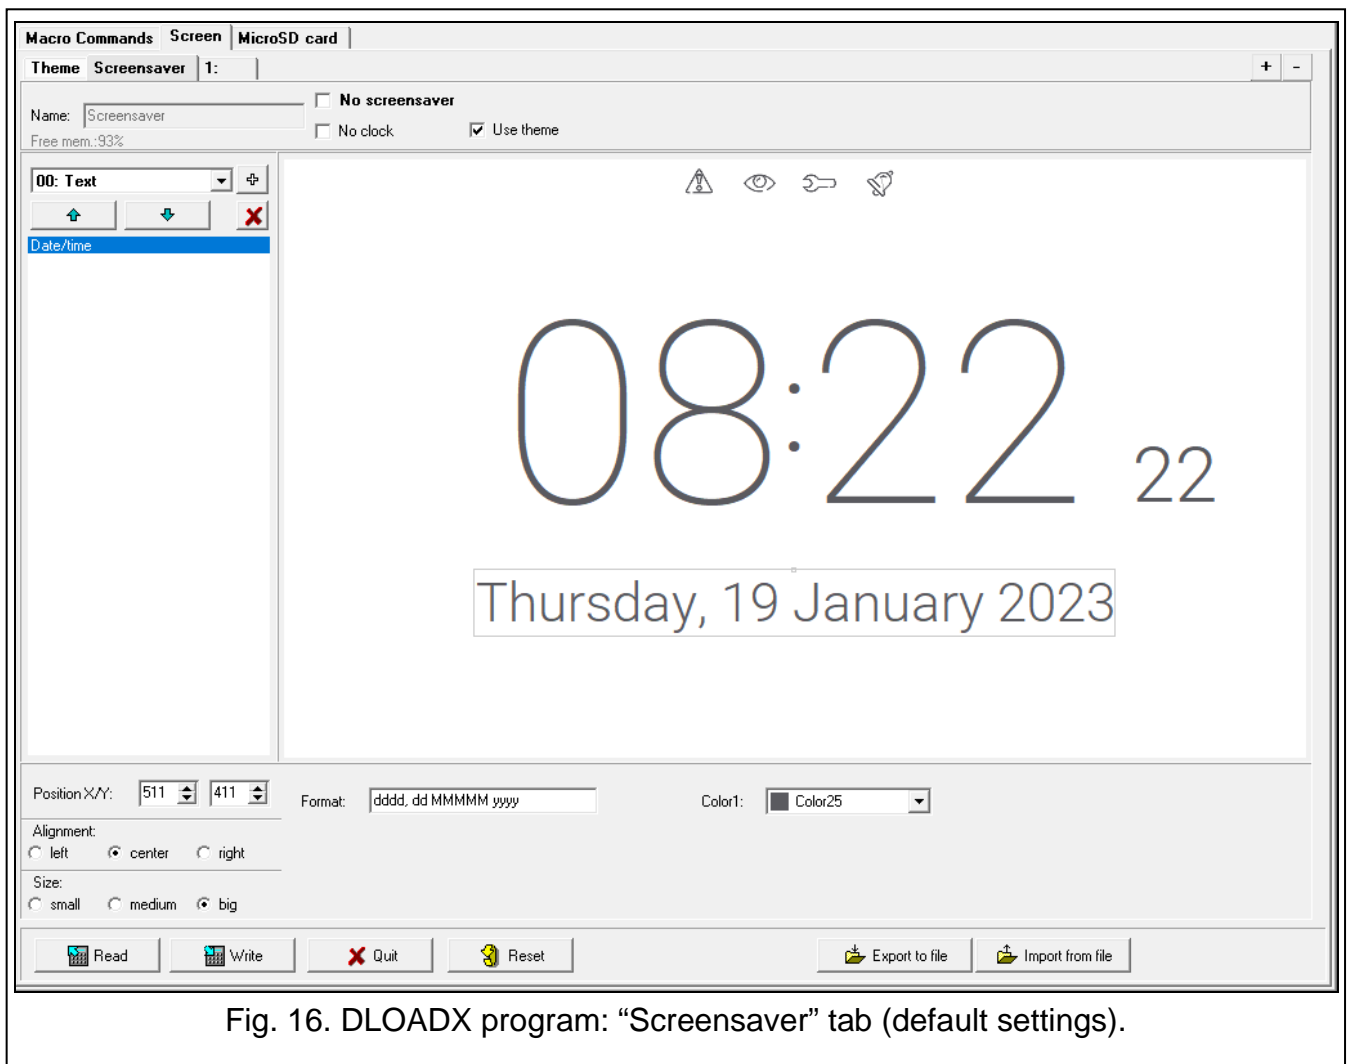 Macro Commands Screen MicroSD card
Theme Screensaver 1: + -
Name: Screensaver
No screensaver
Free mem.:93%
No clock Use theme
00: Text
Date/time
08:22 22
Thursday, 19 January 2023
Position X/Y: 511 411 Format: dddd, dd MMMMM yyyy Color1: Color25
Alignment:
left center right
Size:
small medium big
Read Write Quit Reset Export to file Import from file
Fig. 16. DLOADX program: “Screensaver” tab (default settings).